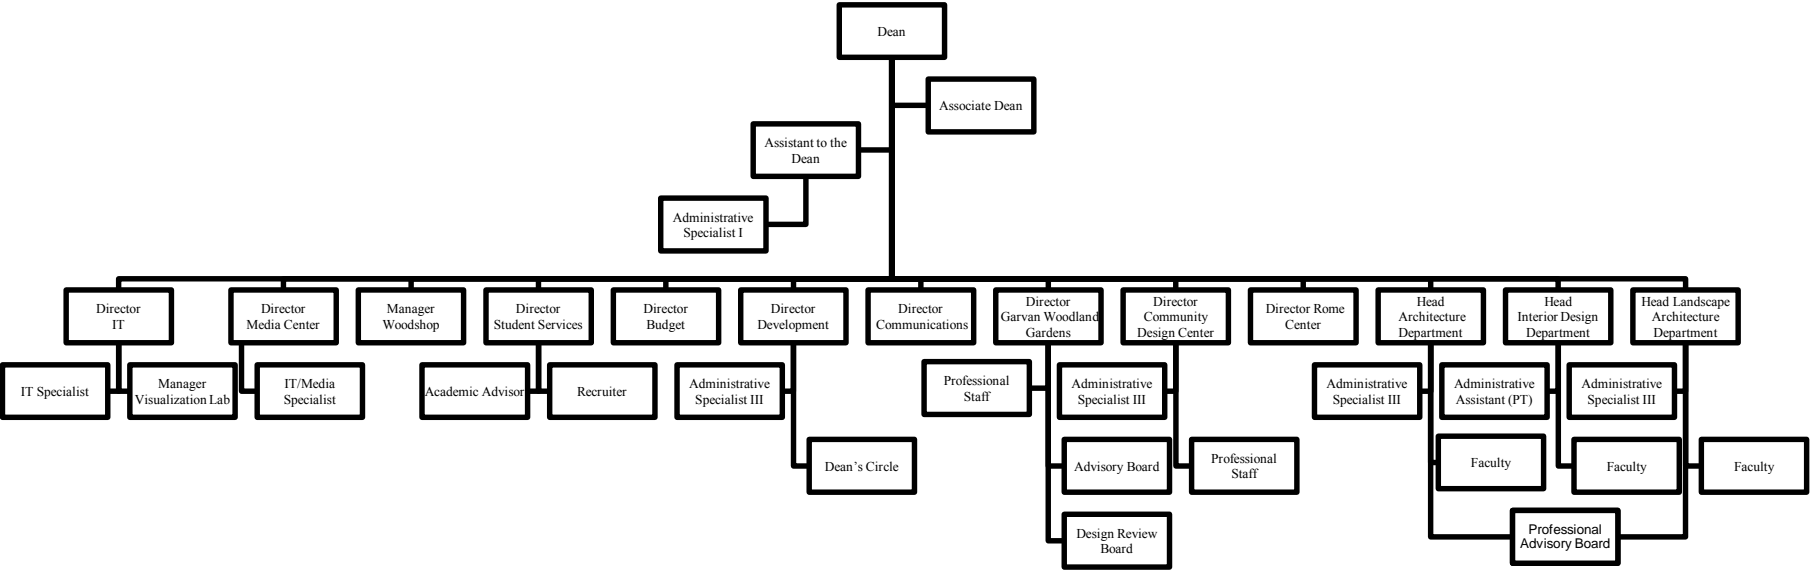 Dean
Associate Dean
Assistant to the
Dean
Administrative
Specialist I
Director
IT
Director
Media Center
Manager
Woodshop
Director
Student Services
Director
Budget
Director
Development
Director
Communications
Director
Garvan Woodland
Gardens
Director
Community
Design Center
Director Rome
Center
Head
Architecture
Department
Head
Interior Design
Department
Head Landscape
Architecture
Department
IT Specialist
Manager
Visualization Lab
IT/Media
Specialist
Academic Advisor
Recruiter
Administrative
Specialist III
Professional
Staff
Administrative
Specialist III
Administrative
Specialist III
Administrative
Assistant (PT)
Administrative
Specialist III
Dean’s Circle
Advisory Board
Professional
Staff
Faculty
Faculty
Faculty
Design Review
Board
Professional
Advisory Board